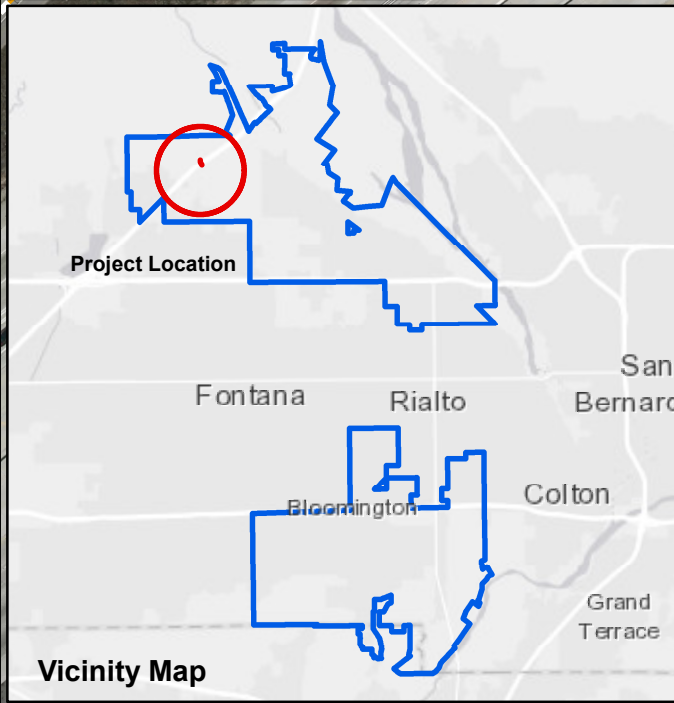 Project Location
Fontana
Rialto
San
Bernard
Bloomington
Colton
Grand
Terrace
Vicinity Map